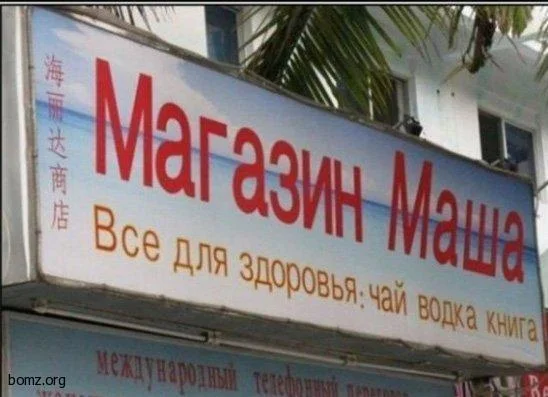 海丽达商店
Магазин Маша
Все для здоровья: чай водка книга
международный телефонный
bomz.org